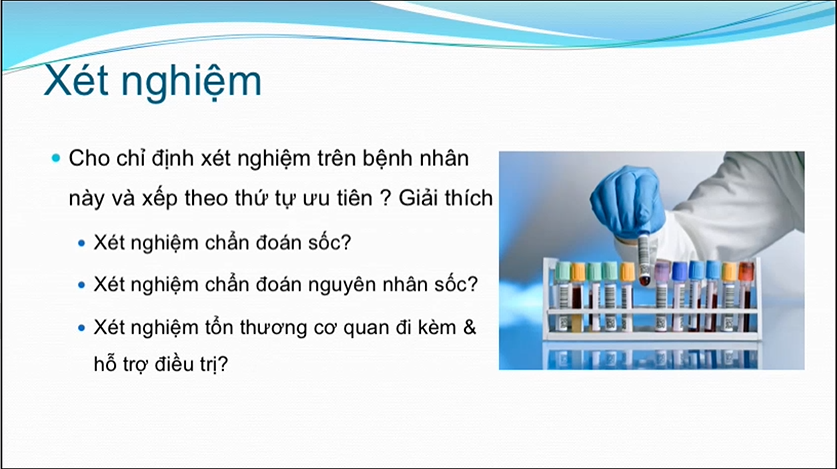 Xét nghiệm
Cho chỉ định xét nghiệm trên bệnh nhân
này và xếp theo thứ tự ưu tiên ? Giải thích
Xét nghiệm chẩn đoán sốc?
Xét nghiệm chẩn đoán nguyên nhân sốc?
Xét nghiệm tổn thương cơ quan đi kèm &
hỗ trợ điều trị?